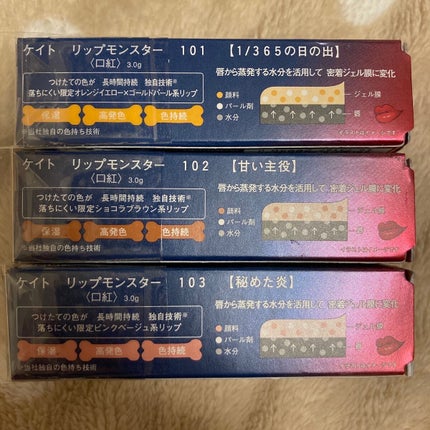 ケイト リップモンスター 101 【1/365の日の出】
〈口紅〉 3.0g
つけたての色が 長時間持続 独自技術※
落ちにくい限定オレンジイエロー×ゴールドパール系リップ
保湿 高発色 色持続
※当社独自の色持ち技術
唇から蒸発する水分を活用して 密着ジェル膜に変化
顔料
パール剤
水分
ジェル膜
唇
ケイト リップモンスター 102 【甘い主役】
〈口紅〉 3.0g
つけたての色が 長時間持続 独自技術※
落ちにくい限定ショコラブラウン系リップ
保湿 高発色 色持続
※当社独自の色持ち技術
唇から蒸発する水分を活用して 密着ジェル膜に変化
顔料
パール剤
水分
ジェル膜
唇
ケイト リップモンスター 103 【秘めた炎】
〈口紅〉 3.0g
つけたての色が 長時間持続 独自技術※
落ちにくい限定ピンクベージュ系リップ
保湿 高発色 色持続
※当社独自の色持ち技術
唇から蒸発する水分を活用して 密着ジェル膜に変化
顔料
パール剤
水分
ジェル膜
唇